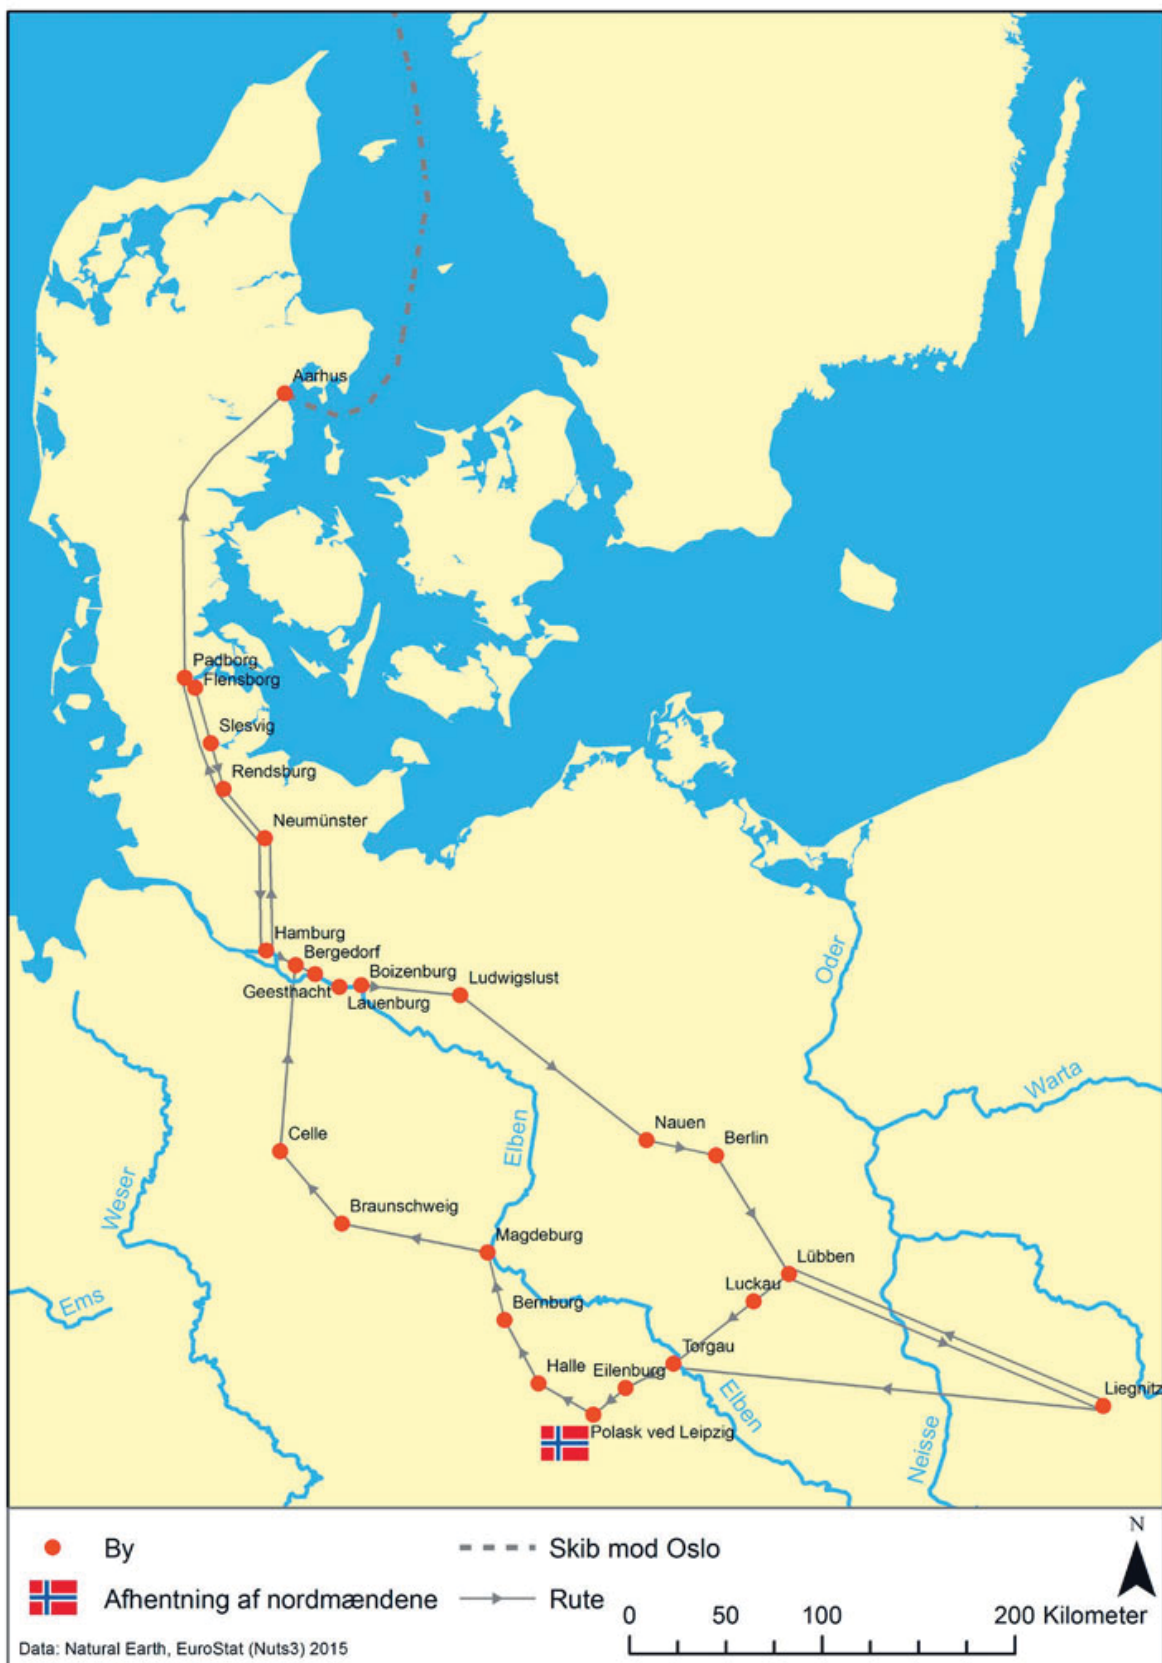 Aarhus
Padborg
Flensborg
Slesvig
Rendsburg
Neumünster
Hamburg
Bergedorf
Geesthacht
Boizenburg
Lauenburg
Ludwigslust
Oder
Warta
Nauen
Berlin
Elben
Celle
Weser
Braunschweig
Magdeburg
Lübben
Luckau
Ems
Bernburg
Torgau
Halle
Eilenburg
Liegnitz
Elben
Polask ved Leipzig
Neisse
By
Skib mod Oslo
N
Afhentning af nordmændene
Rute
0 50 100 200 Kilometer
Data: Natural Earth, EuroStat (Nuts3) 2015